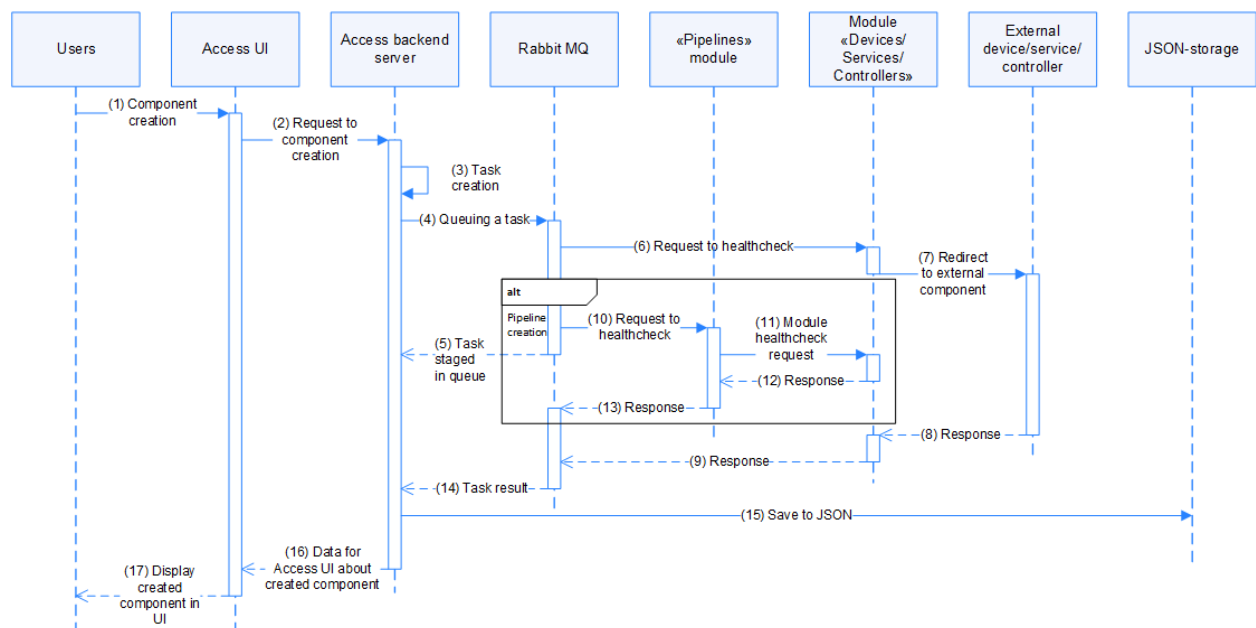 Users
Access UI
Access backend
server
Rabbit MQ
«Pipelines»
module
Module
«Devices/
Services/
Controllers»
External
device/service/
controller
JSON-storage
(1) Component
creation
(2) Request to
component
creation
(3) Task
creation
(4) Queuing a task
(6) Request to healthcheck
(7) Redirect
to external
component
alt
Pipeline
creation
(10) Request to
healthcheck
(11) Module
healthcheck
request
(5) Task
staged
in queue
(12) Response
(13) Response
(8) Response
(9) Response
(14) Task result
(15) Save to JSON
(16) Data for
Access UI about
created component
(17) Display
created
component in
UI